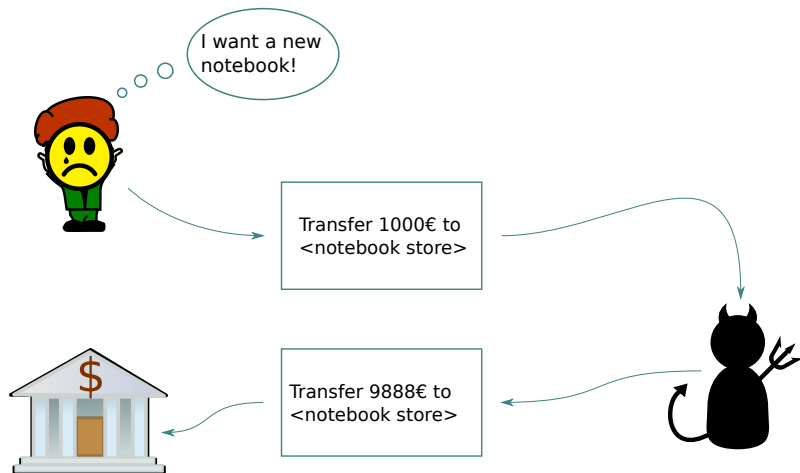 I want a new
notebook!
Transfer 1000€ to
<notebook store>
$
Transfer 9888€ to
<notebook store>